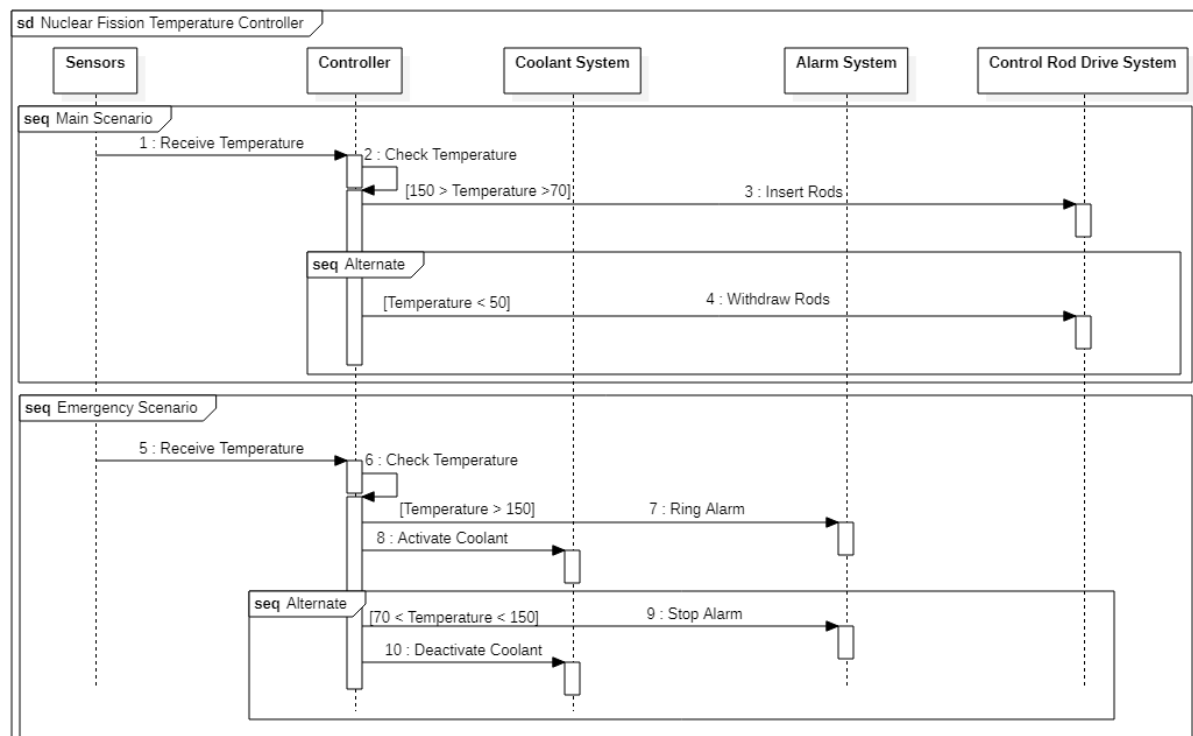 sd Nuclear Fission Temperature Controller
Sensors
Controller
Coolant System
Alarm System
Control Rod Drive System
seq Main Scenario
1 : Receive Temperature
2 : Check Temperature
[150 > Temperature >70]
3 : Insert Rods
seq Alternate
[Temperature < 50]
4 : Withdraw Rods
seq Emergency Scenario
5 : Receive Temperature
6 : Check Temperature
[Temperature > 150]
7 : Ring Alarm
8 : Activate Coolant
seq Alternate
[70 < Temperature < 150]
9 : Stop Alarm
10 : Deactivate Coolant